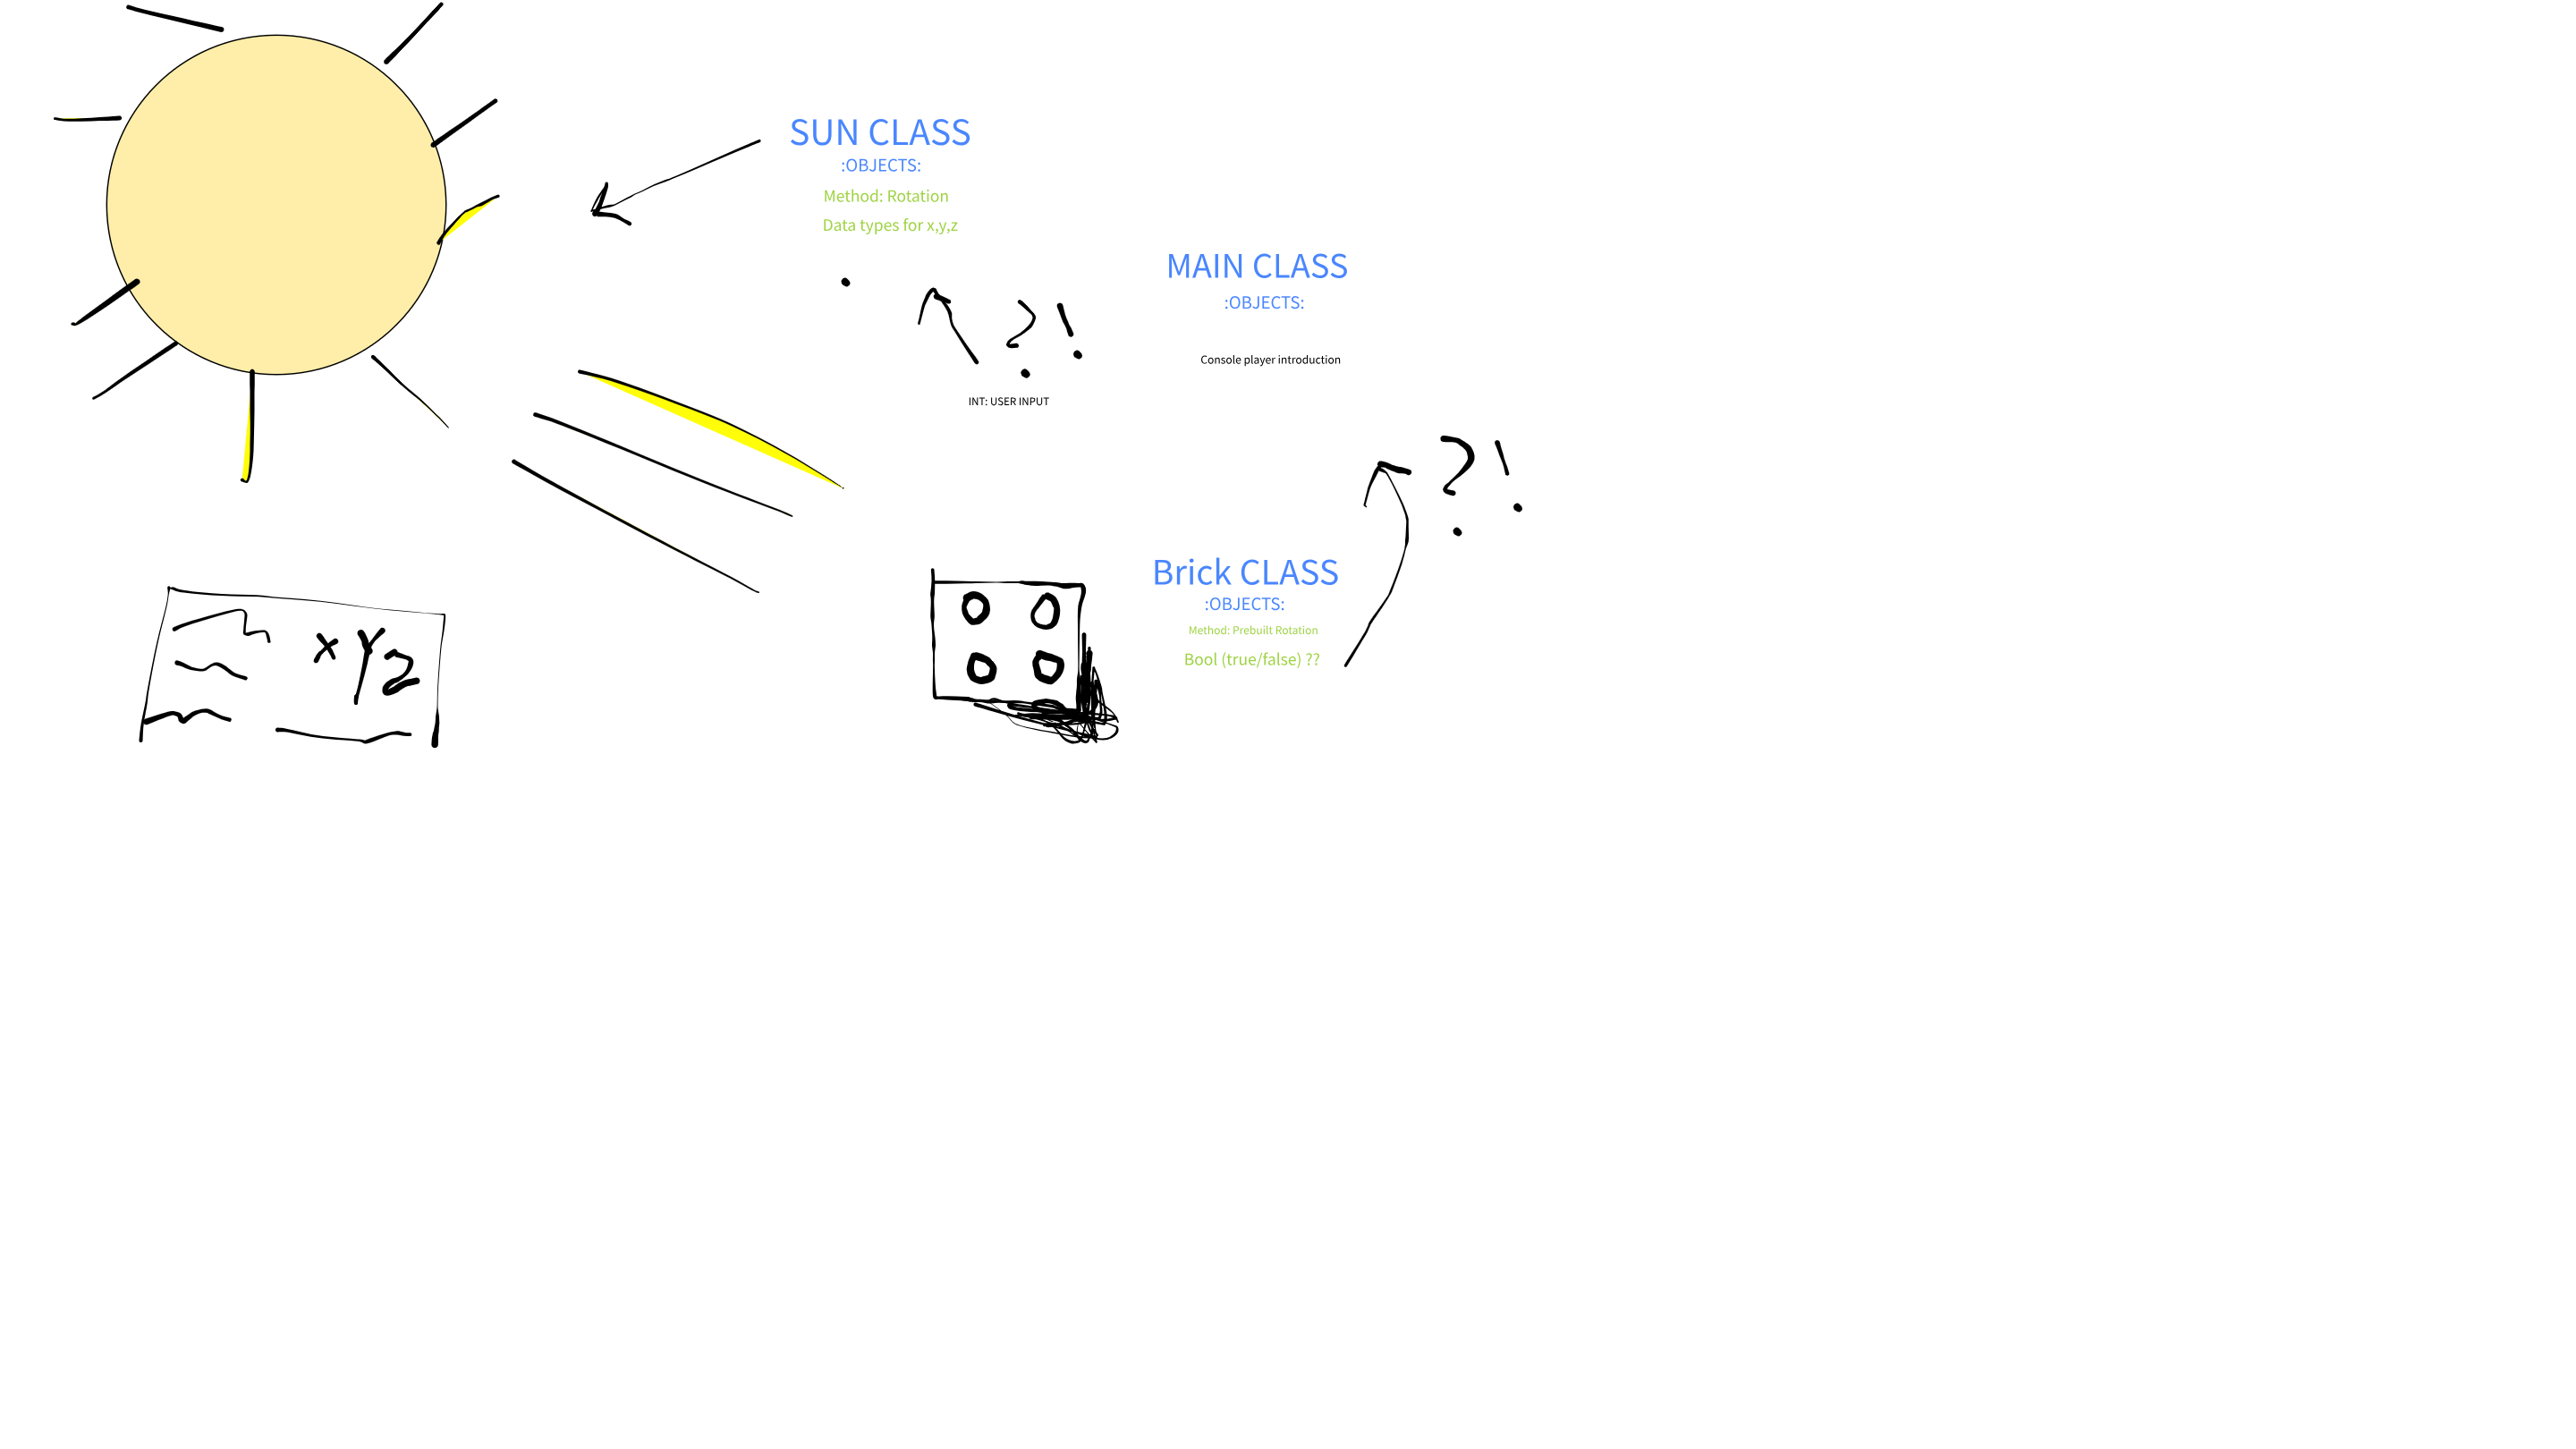 SUN CLASS
:OBJECTS:
Method: Rotation
Data types for x,y,z
MAIN CLASS
:OBJECTS:
? !
Console player introduction
INT: USER INPUT
? !
Brick CLASS
:OBJECTS:
Method: Prebuilt Rotation
Bool (true/false) ??
x Y z